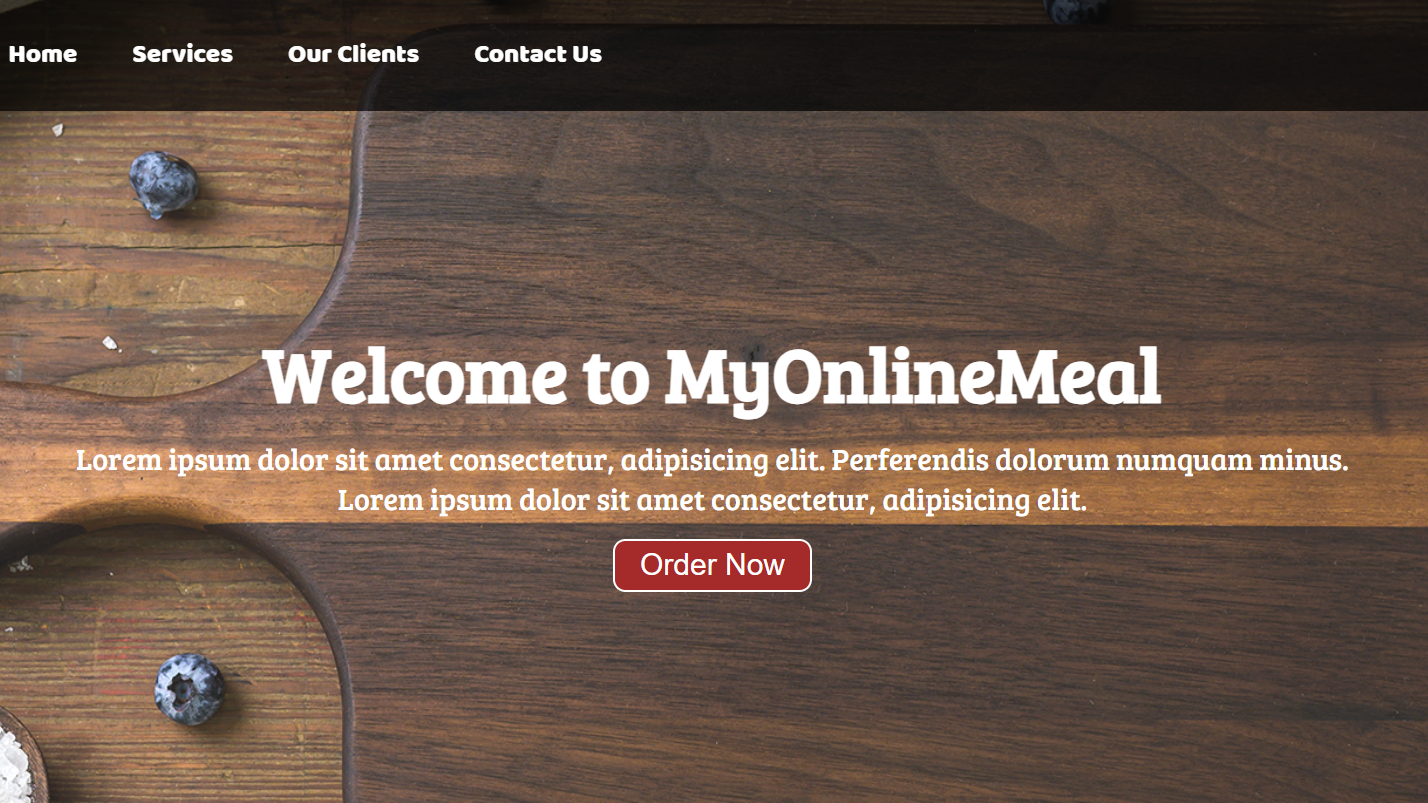 Home Services Our Clients Contact Us
Welcome to MyOnlineMeal
Lorem ipsum dolor sit amet consectetur, adipisicing elit. Perferendis dolorum numquam minus.
Lorem ipsum dolor sit amet consectetur, adipisicing elit.
Order Now